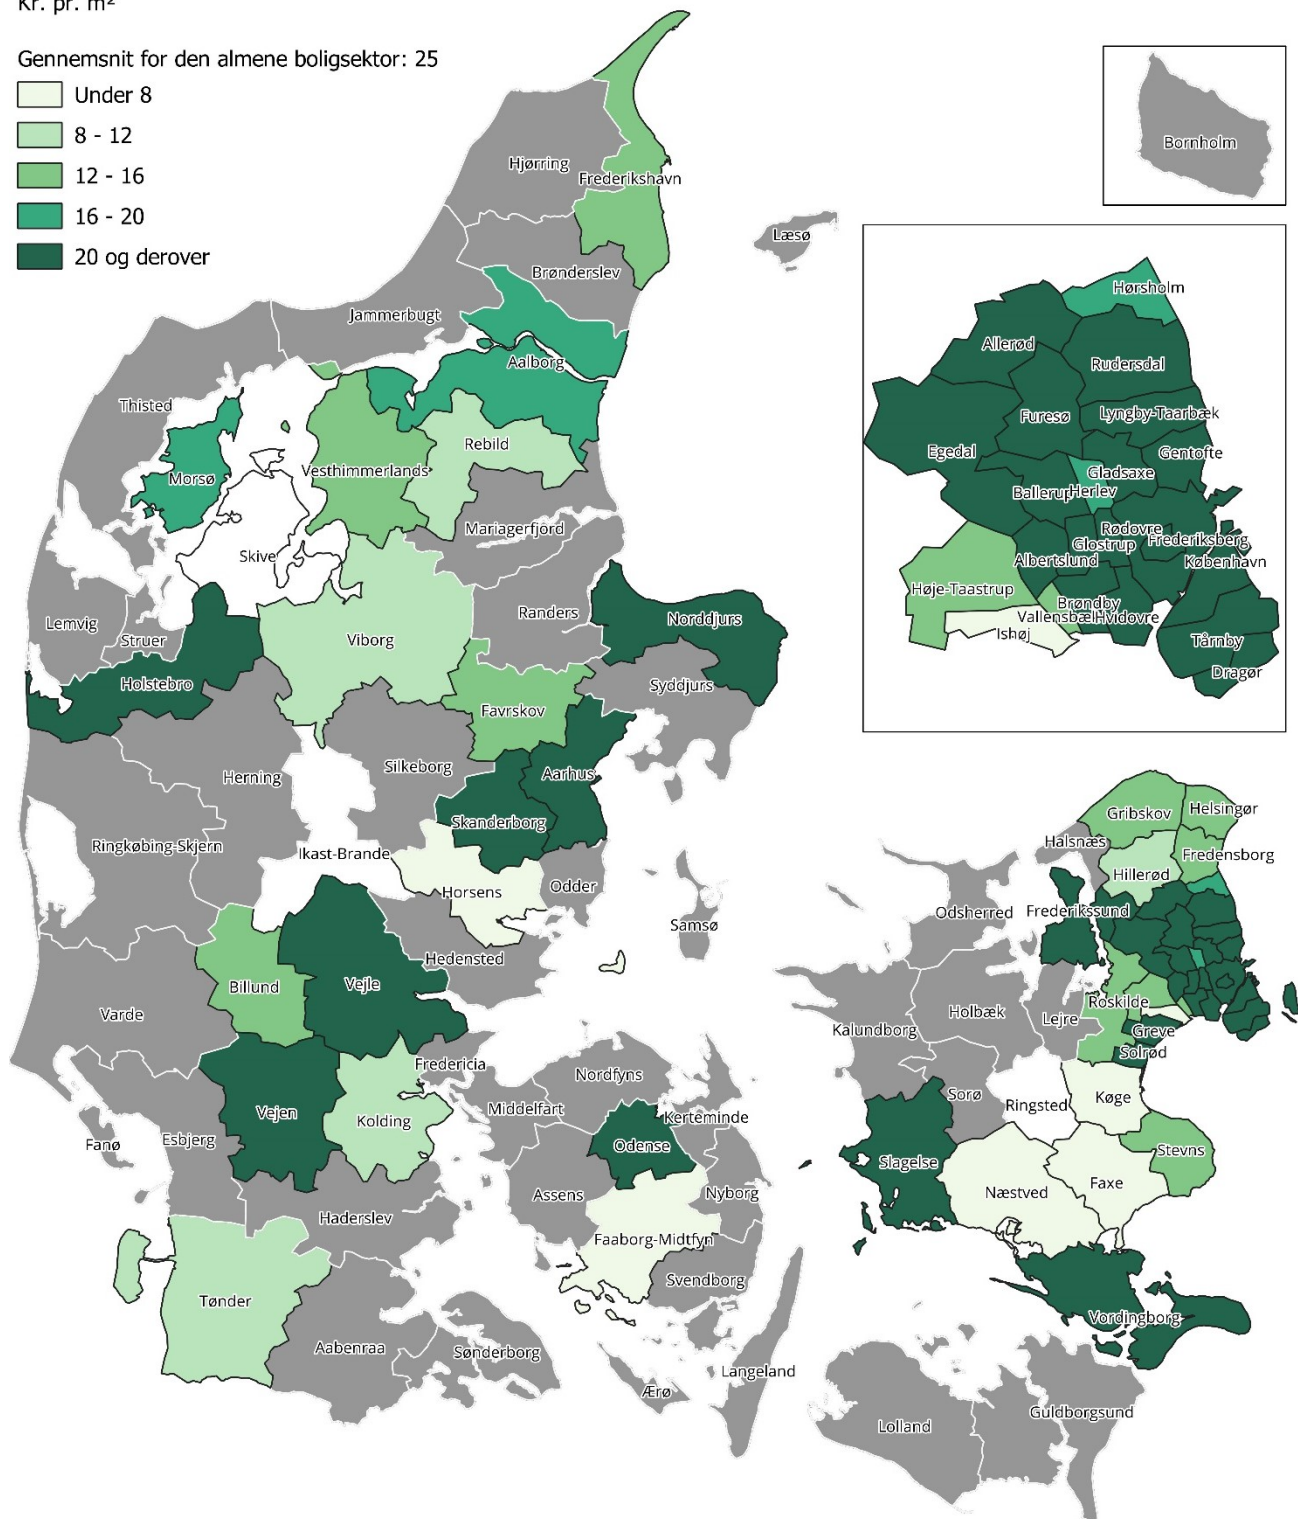 Kr. pr. m²
Gennemsnit for den almene boligsektor: 25
Under 8
8 - 12
12 - 16
16 - 20
20 og derover
Hjørring
Frederikshavn
Bornholm
Læsø
Brønderslev
Jammerbugt
Aalborg
Thisted
Rebild
Morsø
Vesthimmerlands
Mariagerfjord
Skive
Randers
Norddjurs
Lemvig
Struer
Viborg
Holstebro
Syddjurs
Favrskov
Herning
Silkeborg
Aarhus
Skanderborg
Ringkøbing-Skjern
Ikast-Brande
Horsens
Odder
Samsø
Hedensted
Billund
Vejle
Varde
Fredericia
Vejen
Kolding
Fanø
Esbjerg
Haderslev
Tønder
Aabenraa
Sønderborg
Nordfyns
Middelfart
Kerteminde
Odense
Assens
Nyborg
Faaborg-Midtfyn
Svendborg
Langeland
Ærø
Hørsholm
Allerød
Rudersdal
Furesø
Lyngby-Taarbæk
Egedal
Gentofte
Gladsaxe
Ballerup
Herlev
Rødovre
Frederiksberg
Glostrup
Albertslund
København
Høje-Taastrup
Brøndby
Vallensbæk
Hvidovre
Ishøj
Tårnby
Dragør
Gribskov
Helsingør
Halsnæs
Fredensborg
Hillerød
Odsherred
Frederikssund
Roskilde
Holbæk
Lejre
Kalundborg
Greve
Solrød
Sorø
Ringsted
Køge
Slagelse
Stevns
Næstved
Faxe
Vordingborg
Guldborgsund
Lolland